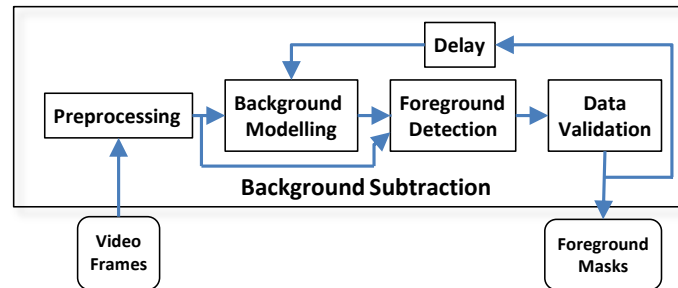 Delay
Preprocessing
Background
Modelling
Foreground
Detection
Data
Validation
Background Subtraction
Video
Frames
Foreground
Masks